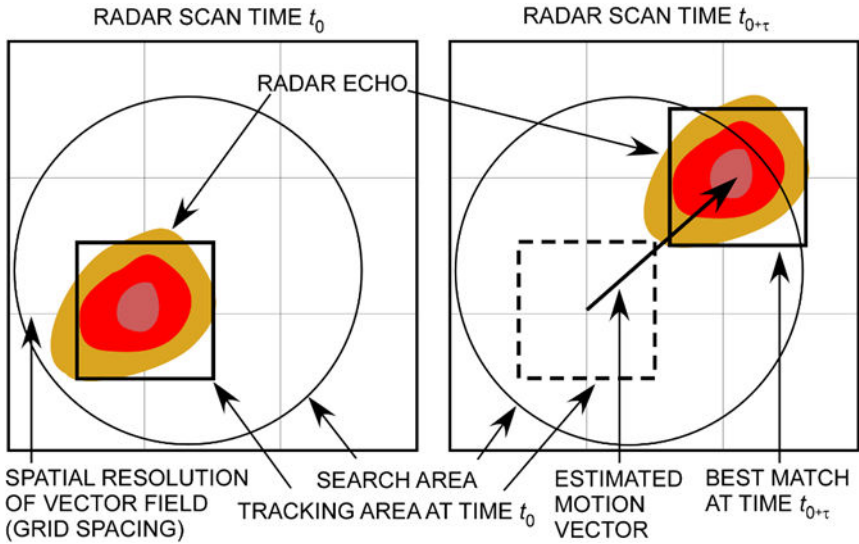 RADAR SCAN TIME t₀
RADAR SCAN TIME t₀₊τ
RADAR ECHO
SPATIAL RESOLUTION
OF VECTOR FIELD
(GRID SPACING)
SEARCH AREA
TRACKING AREA AT TIME t₀
ESTIMATED
MOTION
VECTOR
BEST MATCH
AT TIME t₀₊τ